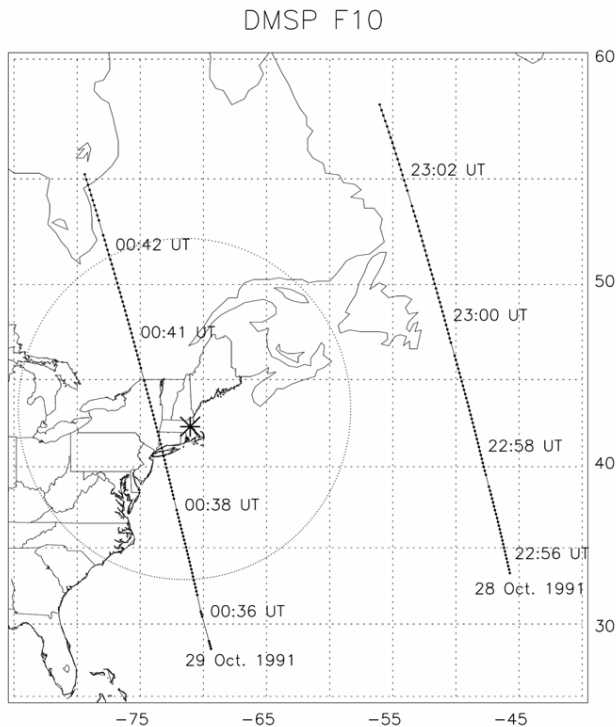 DMSP F10
60
23:02 UT
00:42 UT
50
23:00 UT
00:41 UT
22:58 UT
40
00:38 UT
22:56 UT
28 Oct. 1991
00:36 UT
30
29 Oct. 1991
-75
-65
-55
-45